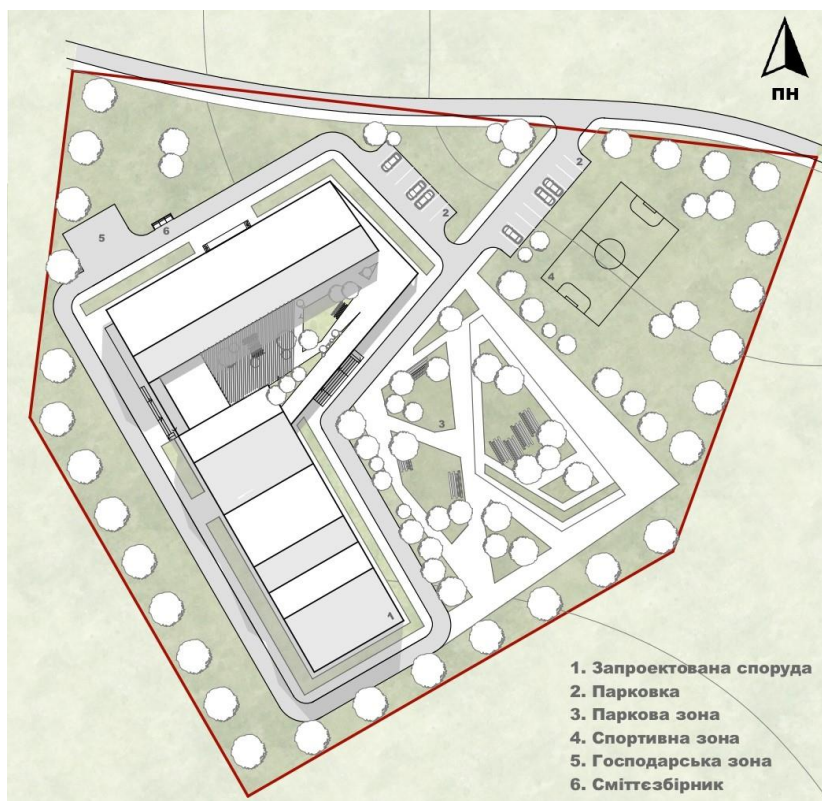 ПН
2
2
6
5
4
3
1
1. Запроектована споруда
2. Парковка
3. Паркова зона
4. Спортивна зона
5. Господарська зона
6. Сміттєзбірник